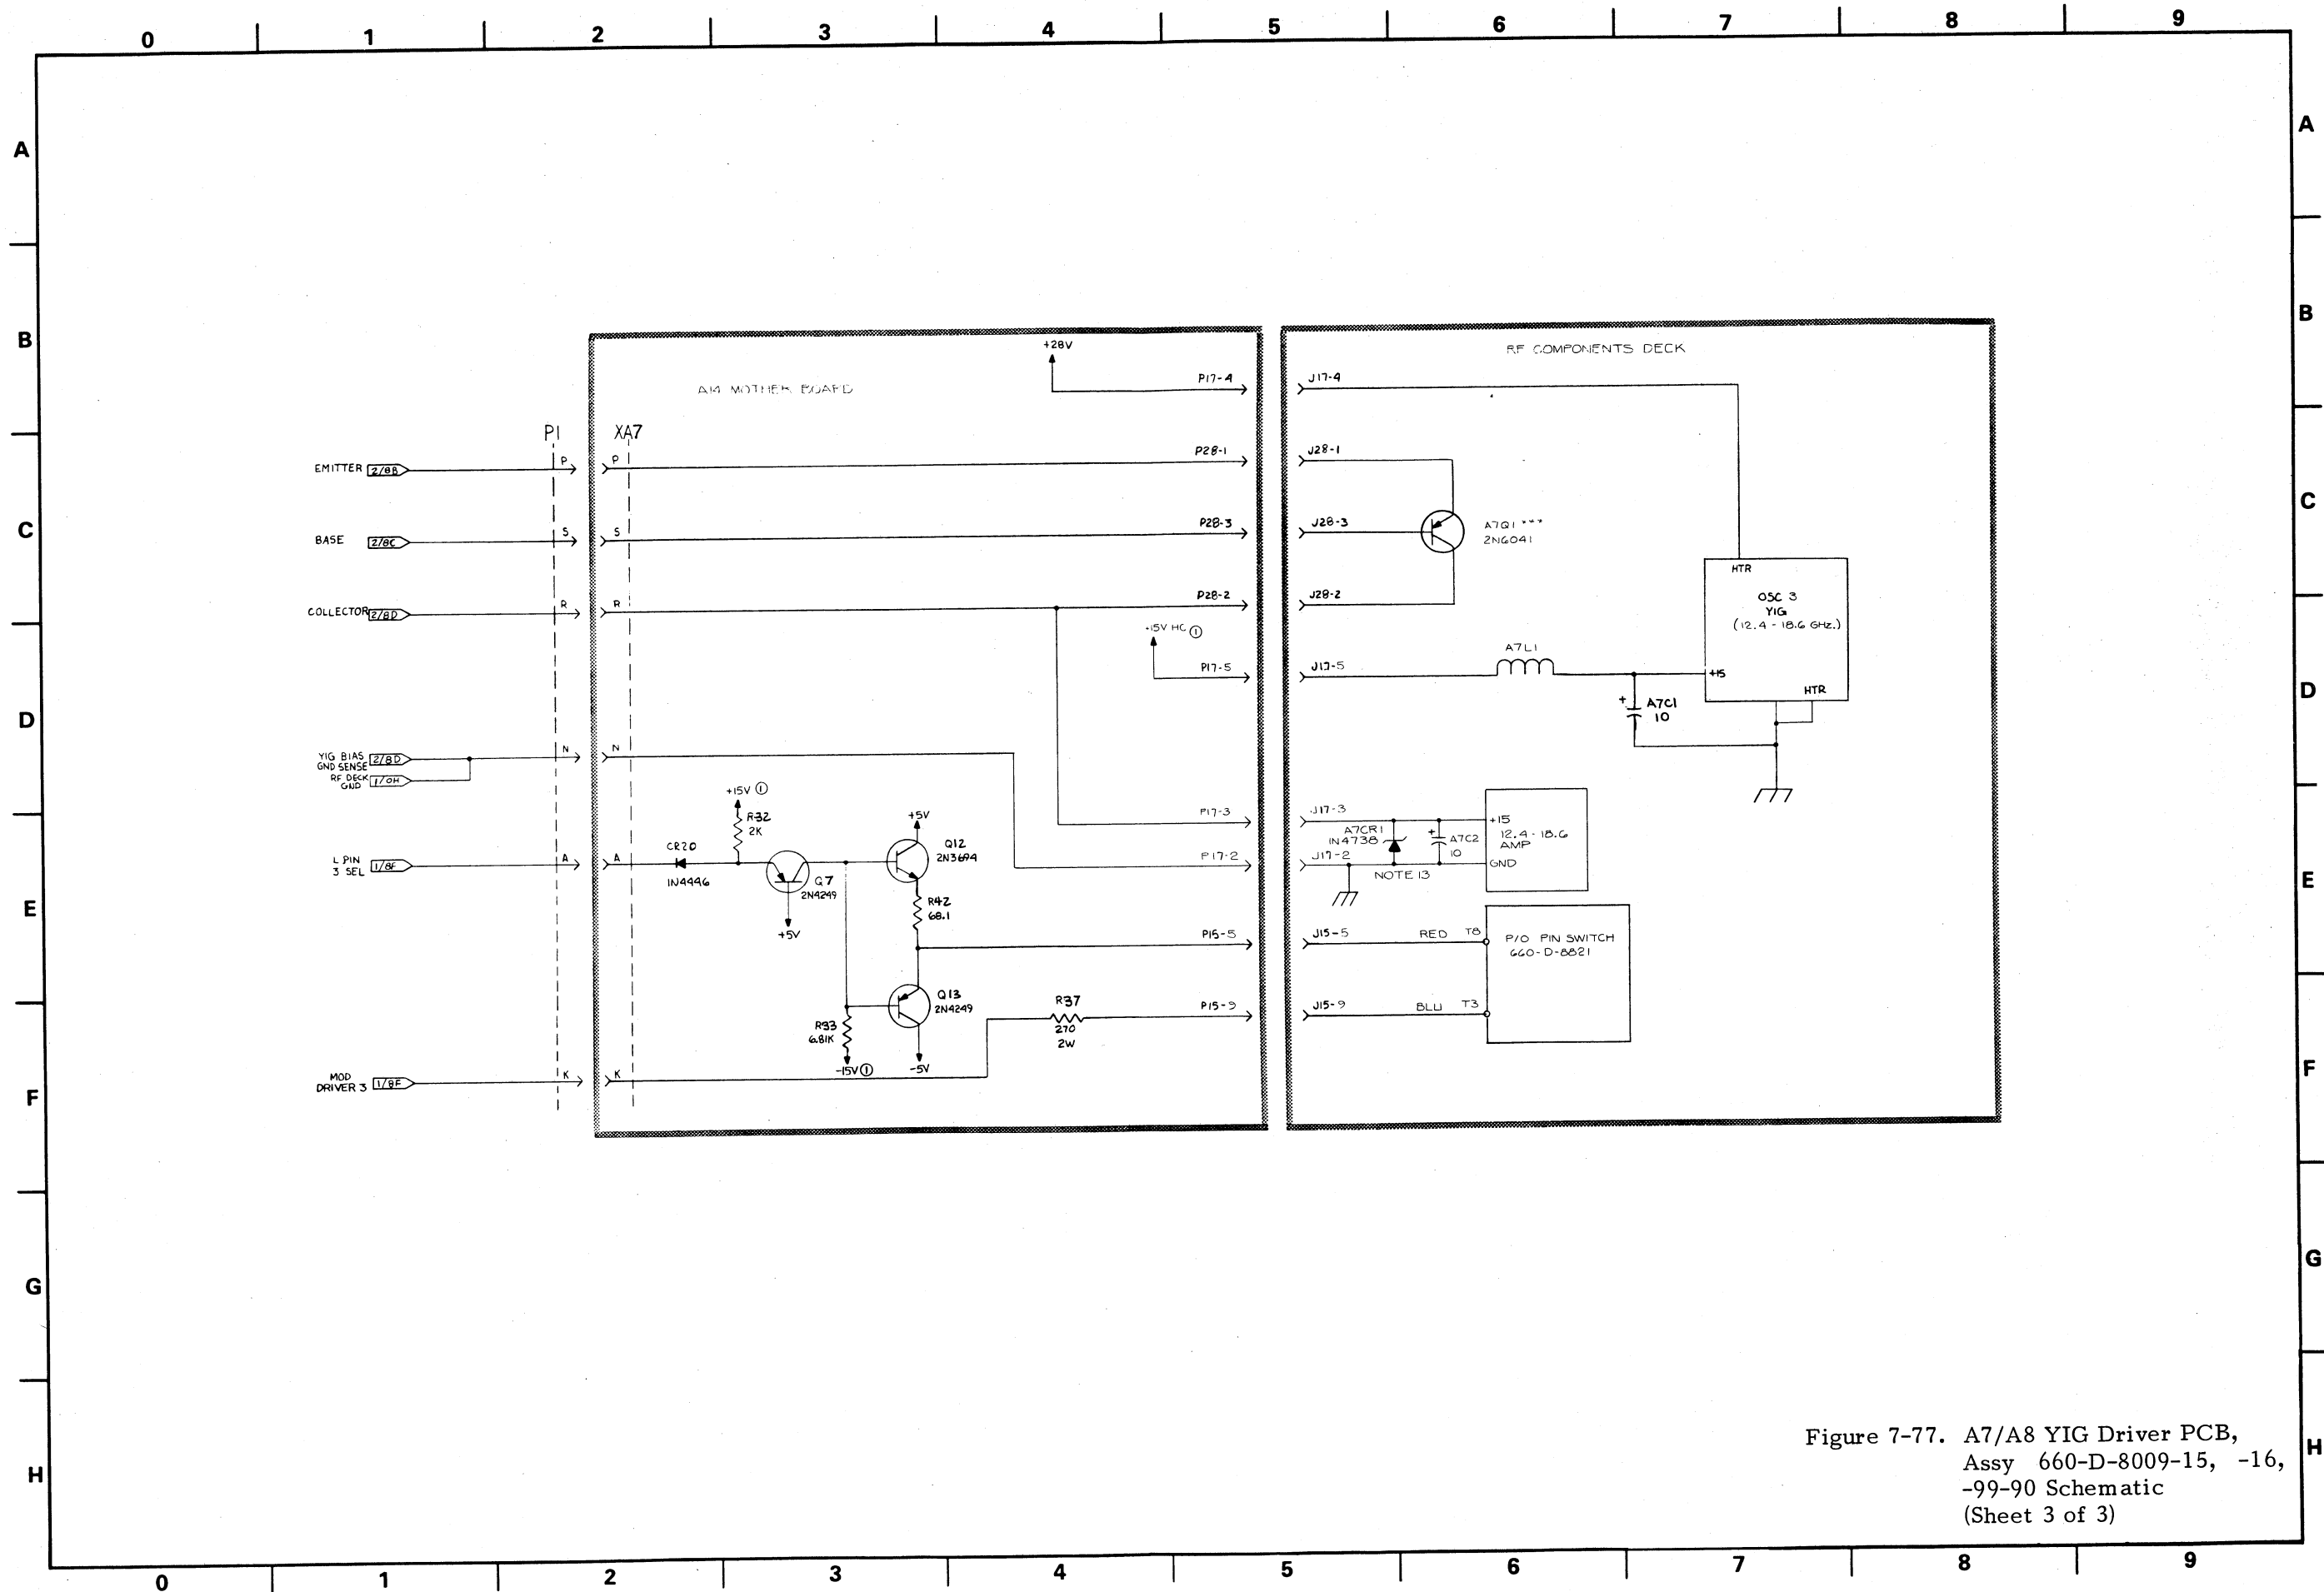 0 1 2 3 4 5 6 7 8 9
A A
B B
C C
D D
E E
F F
G G
H H
A14 MOTHER BOARD
RF COMPONENTS DECK
+28V
P17-4
J17-4
P1
XA7
EMITTER 2/8B P P
P28-1
J28-1
BASE 2/8C S S
P28-3
J28-3
A7Q1 ***
2N6041
COLLECTOR 2/8D R R
P28-2
J28-2
HTR
OSC 3
YIG
(12.4 - 18.6 GHZ.)
+15
HTR
+15V HC ①
P17-5
J17-5
A7L1
+ A7C1
10
YIG BIAS
GND SENSE 2/8D N N
RF DECK
GND 1/0H
+15V ①
R32
2K
+5V
P17-3
J17-3
A7CR1
1N4738
+ A7C2
10
+15
12.4 - 18.6
AMP
GND
L PIN
3 SEL 1/8F A A
CR20
1N4446
Q7
2N4249
+5V
Q12
2N3694
P17-2
J17-2
NOTE 13
R42
68.1
P15-5
J15-5
RED T8
P/O PIN SWITCH
660-D-8821
Q13
2N4249
R33
6.81K
-15V ①
-5V
R37
270
2W
P15-9
J15-9
BLU T3
MOD
DRIVER 3 1/8F K K
Figure 7-77. A7/A8 YIG Driver PCB,
Assy 660-D-8009-15, -16,
-99-90 Schematic
(Sheet 3 of 3)
0 1 2 3 4 5 6 7 8 9